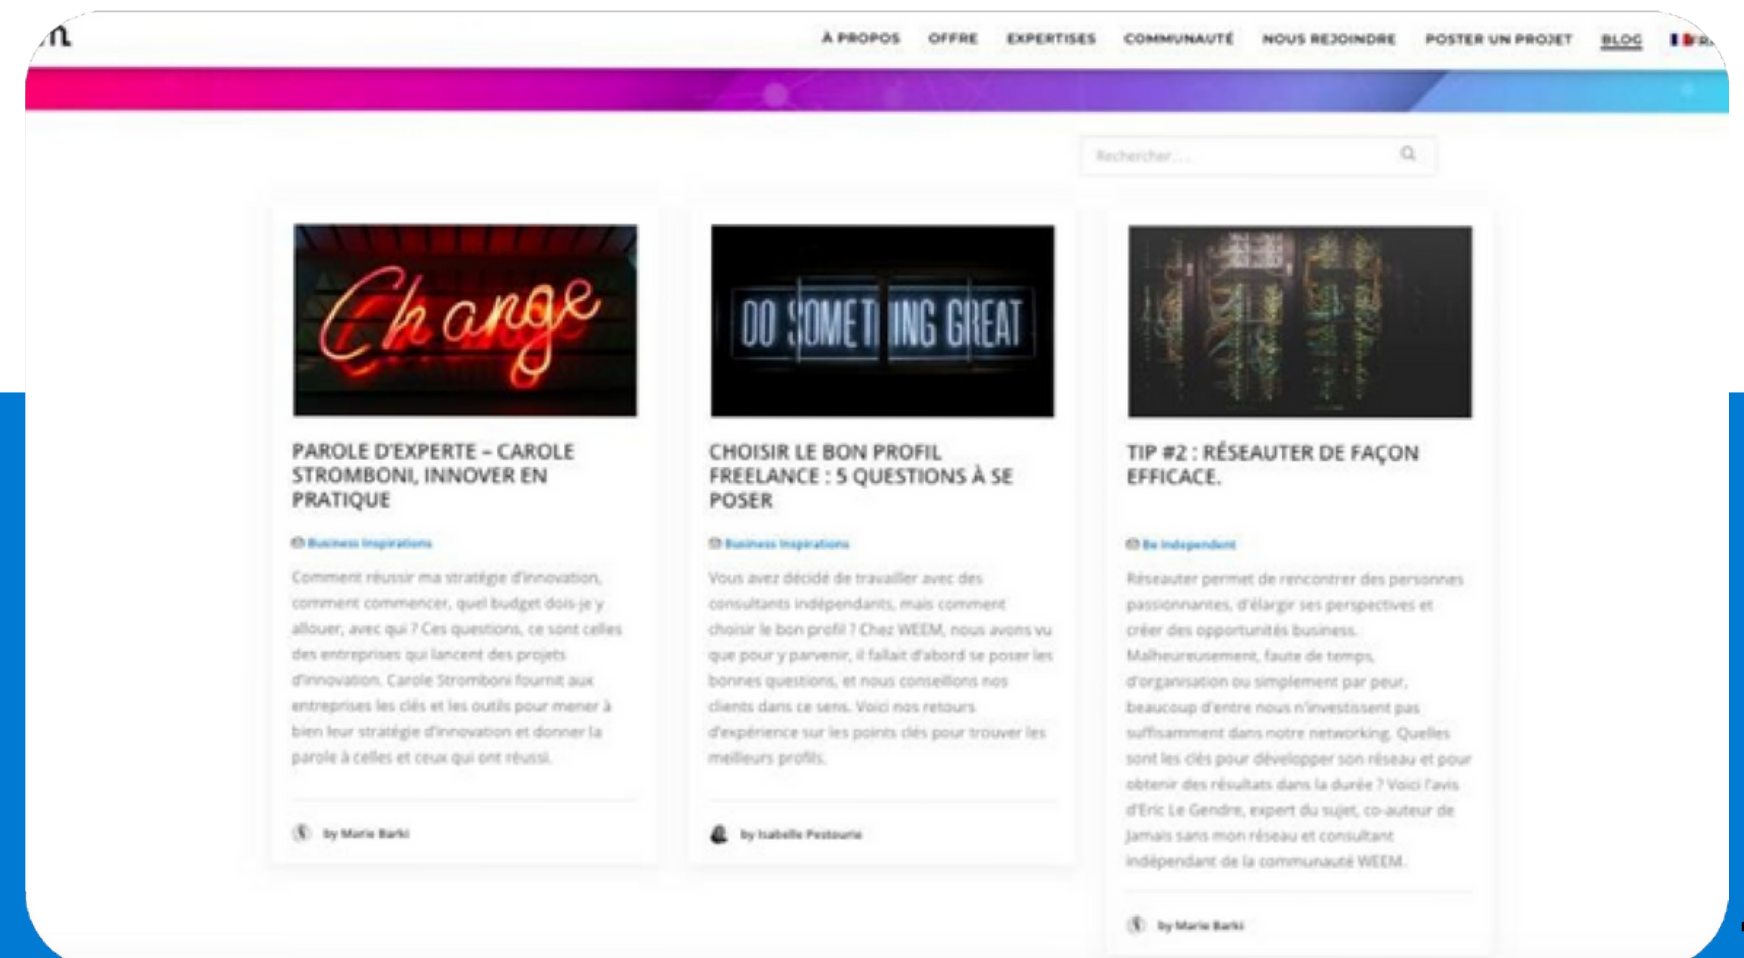 À PROPOS OFFRE EXPERTISES COMMUNAUTÉ NOUS REJOINDRE POSTER UN PROJET BLOG
Rechercher...
Change
DO SOMETHING GREAT
PAROLE D'EXPERTE – CAROLE
STROMBONI, INNOVER EN
PRATIQUE
Business Inspirations
Comment réussir ma stratégie d'innovation,
comment commencer, quel budget dois-je y
allouer, avec qui ? Ces questions, ce sont celles
des entreprises qui lancent des projets
d'innovation. Carole Stromboni fournit aux
entreprises les clés et les outils pour mener à
bien leur stratégie d'innovation et donner la
parole à celles et ceux qui ont réussi.
by Marie Barki
CHOISIR LE BON PROFIL
FREELANCE : 5 QUESTIONS À SE
POSER
Business Inspirations
Vous avez décidé de travailler avec des
consultants indépendants, mais comment
choisir le bon profil ? Chez WEEM, nous avons vu
que pour y parvenir, il fallait d'abord se poser les
bonnes questions, et nous conseillons nos
clients dans ce sens. Voici nos retours
d'expérience sur les points clés pour trouver les
meilleurs profils.
by Isabelle Pestourie
TIP #2 : RÉSEAUTER DE FAÇON
EFFICACE.
Be Independent
Réseauter permet de rencontrer des personnes
passionnantes, d'élargir ses perspectives et
créer des opportunités business.
Malheureusement, faute de temps,
d'organisation ou simplement par peur,
beaucoup d'entre nous n'investissent pas
suffisamment dans notre networking. Quelles
sont les clés pour développer son réseau et pour
obtenir des résultats dans la durée ? Voici l'avis
d'Eric Le Gendre, expert du sujet, co-auteur de
Jamais sans mon réseau et consultant
indépendant de la communauté WEEM.
by Marie Barki